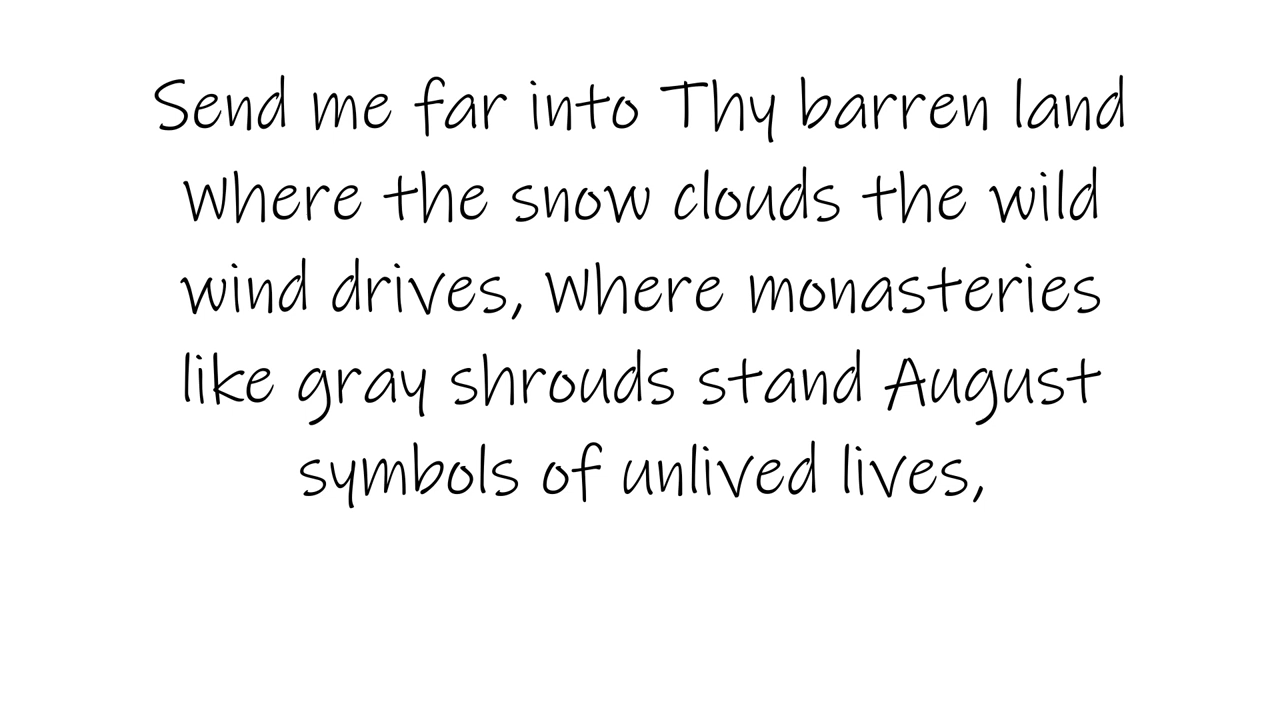 Send me far into Thy barren land
Where the snow clouds the wild
wind drives, Where monasteries
like gray shrouds stand August
symbols of unlived lives,